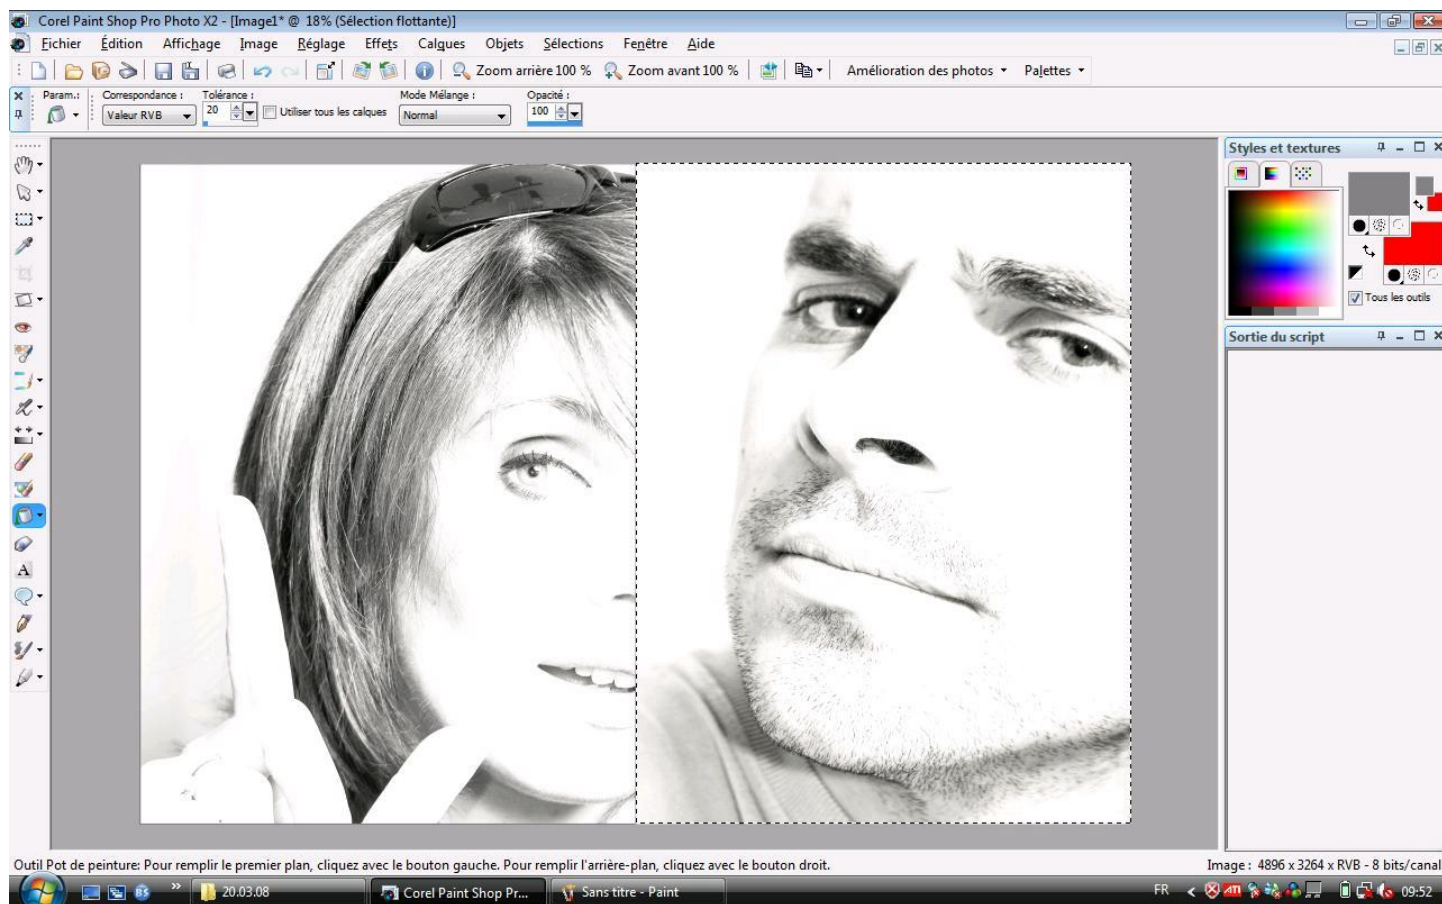 Corel Paint Shop Pro Photo X2 - [Image1* @ 18% (Sélection flottante)]
Fichier Édition Affichage Image Réglage Effets Calques Objets Sélections Fenêtre Aide
Zoom arrière 100 % Zoom avant 100 % Amélioration des photos Palettes
Param.: Correspondance : Tolérance : Mode Mélange : Opacité :
Valeur RVB 20 Utiliser tous les calques Normal 100
Styles et textures
Tous les outils
Sortie du script
A
Outil Pot de peinture: Pour remplir le premier plan, cliquez avec le bouton gauche. Pour remplir l'arrière-plan, cliquez avec le bouton droit.
Image : 4896 x 3264 x RVB - 8 bits/canal
BS » 20.03.08 Corel Paint Shop Pr... Sans titre - Paint FR < ATI 09:52